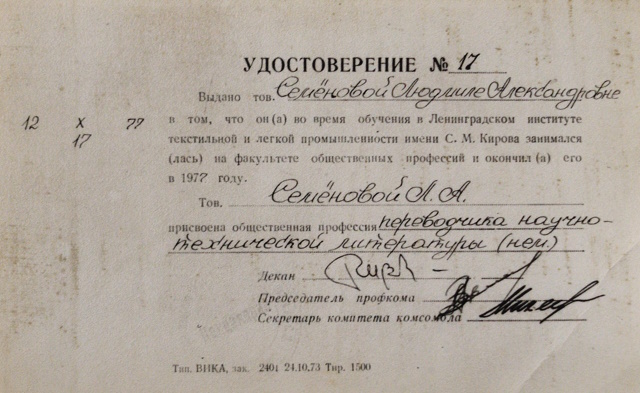 УДОСТОВЕРЕНИЕ № 17
Выдано тов. Семёновой Людмиле Александровне
12 X 77 в том, что он (а) во время обучения в Ленинградском институте
17 текстильной и легкой промышленности имени С. М. Кирова занимался
(лась) на факультете общественных профессий и окончил (а) его
в 1977 году.
Тов. Семёновой Л. А.
присвоена общественная профессия переводчика научно-
технической литературы (нем.)
Декан
Председатель профкома
Секретарь комитета комсомола
Тип. ВИКА, зак. 2401 24.10.73 Тир. 1500